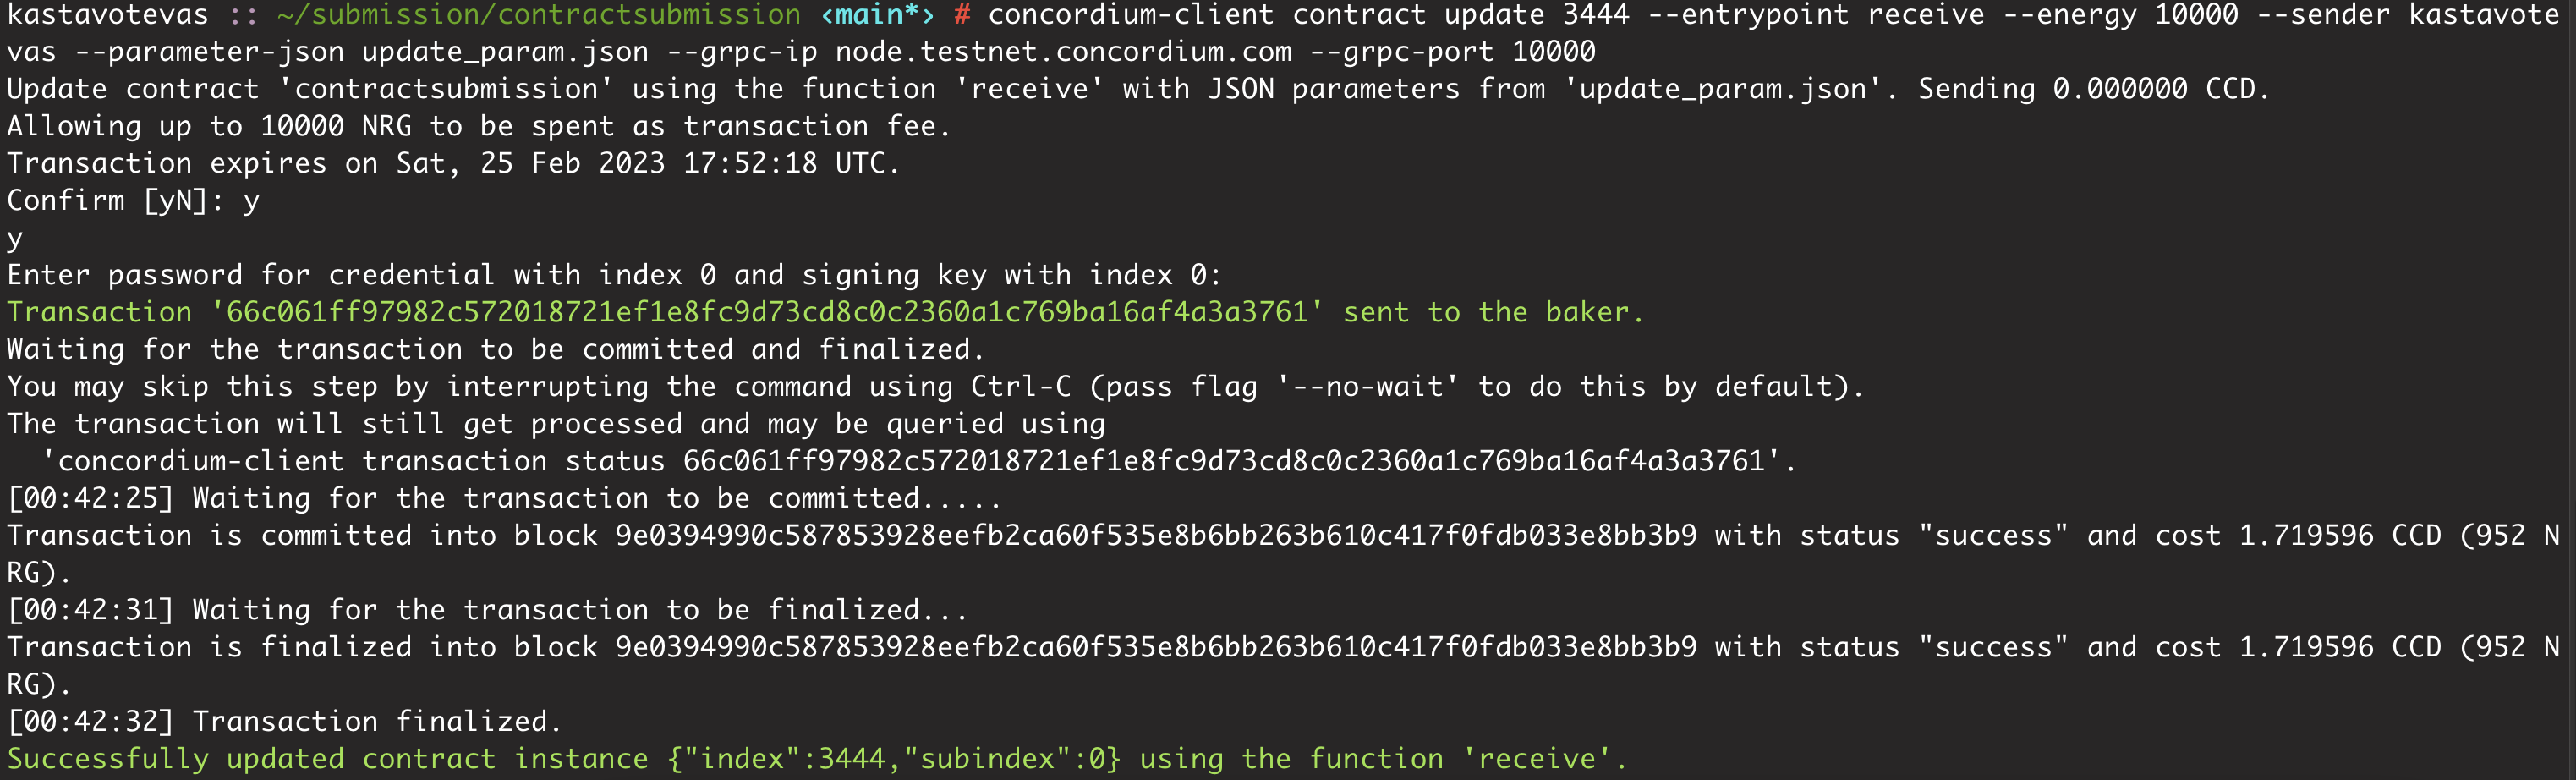 kastavotevas :: ~/submission/contractsubmission <main*> # concordium-client contract update 3444 --entrypoint receive --energy 10000 --sender kastavote
vas --parameter-json update_param.json --grpc-ip node.testnet.concordium.com --grpc-port 10000
Update contract 'contractsubmission' using the function 'receive' with JSON parameters from 'update_param.json'. Sending 0.000000 CCD.
Allowing up to 10000 NRG to be spent as transaction fee.
Transaction expires on Sat, 25 Feb 2023 17:52:18 UTC.
Confirm [yN]: y
y
Enter password for credential with index 0 and signing key with index 0:
Transaction '66c061ff97982c572018721ef1e8fc9d73cd8c0c2360a1c769ba16af4a3a3761' sent to the baker.
Waiting for the transaction to be committed and finalized.
You may skip this step by interrupting the command using Ctrl-C (pass flag '--no-wait' to do this by default).
The transaction will still get processed and may be queried using
  'concordium-client transaction status 66c061ff97982c572018721ef1e8fc9d73cd8c0c2360a1c769ba16af4a3a3761'.
[00:42:25] Waiting for the transaction to be committed.....
Transaction is committed into block 9e0394990c587853928eefb2ca60f535e8b6bb263b610c417f0fdb033e8bb3b9 with status "success" and cost 1.719596 CCD (952 N
RG).
[00:42:31] Waiting for the transaction to be finalized...
Transaction is finalized into block 9e0394990c587853928eefb2ca60f535e8b6bb263b610c417f0fdb033e8bb3b9 with status "success" and cost 1.719596 CCD (952 N
RG).
[00:42:32] Transaction finalized.
Successfully updated contract instance {"index":3444,"subindex":0} using the function 'receive'.